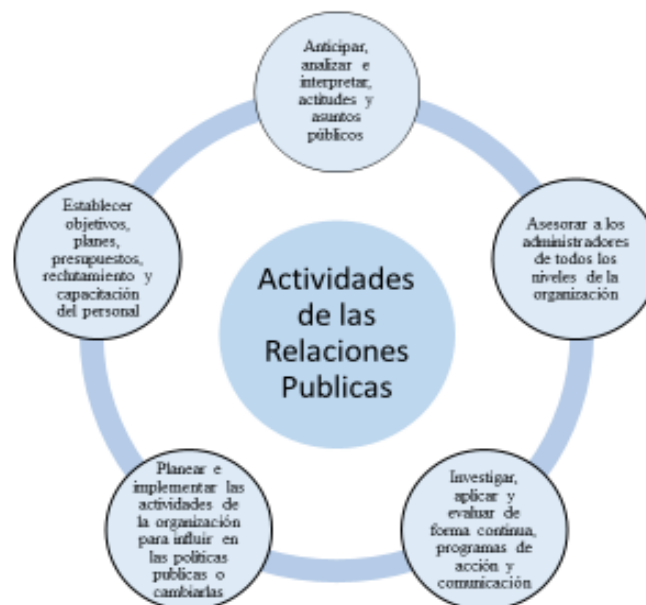 Anticipar,
analizar e
interpretar,
actitudes y
asuntos
públicos
Asesorar a los
administradores
de todos los
niveles de la
organización
Investigar,
aplicar y
evaluar de
forma continua,
programas de
acción y
comunicación
Planear e
implementar las
actividades de
la organización
para influir en
las políticas
publicas o
cambiarlas
Establecer
objetivos,
planes,
presupuestos,
reclutamiento y
capacitación
del personal
Actividades
de las
Relaciones
Publicas